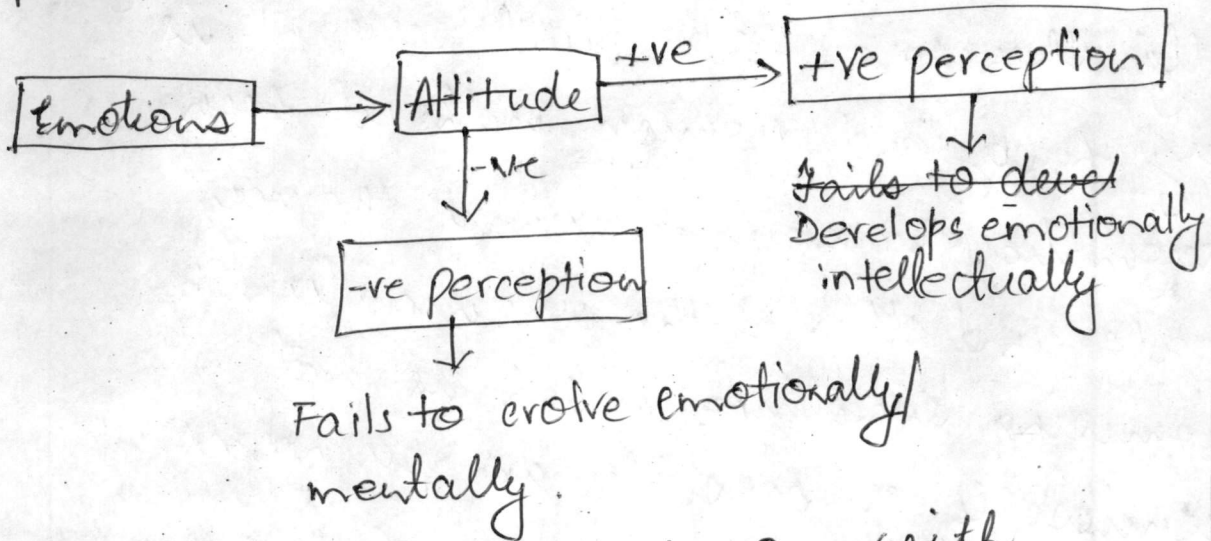 Emotions
Attitude
+ve
+ve perception
-ve
Fails to devel
Develops emotionally
intellectually
-ve perception
Fails to evolve emotionally/
mentally.
with